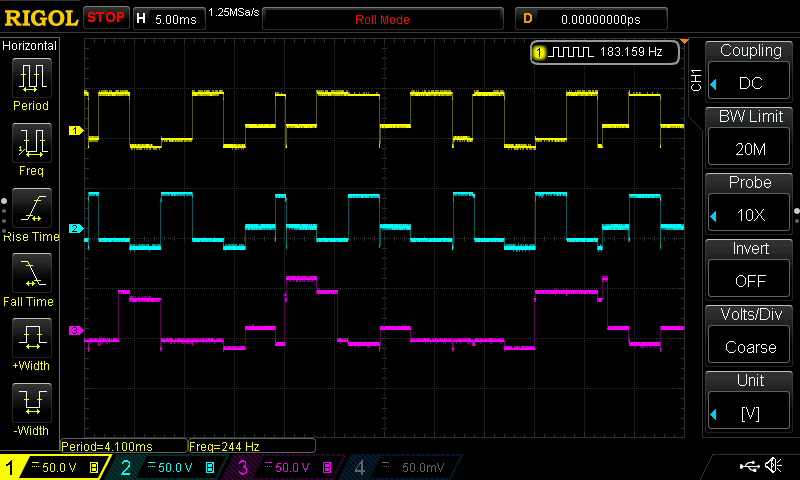 RIGOL STOP H 5.00ms 1.25MSa/s Roll Mode D 0.00000000ps
Horizontal
1 183.159 Hz
Period
Freq
Rise Time
Fall Time
+Width
-Width
1
2
3
CH1
Coupling
DC
BW Limit
20M
Probe
10X
Invert
OFF
Volts/Div
Coarse
Unit
[V]
Period=4.100ms Freq=244 Hz
1 50.0 V B 2 50.0 V B 3 50.0 V B 4 50.0mV